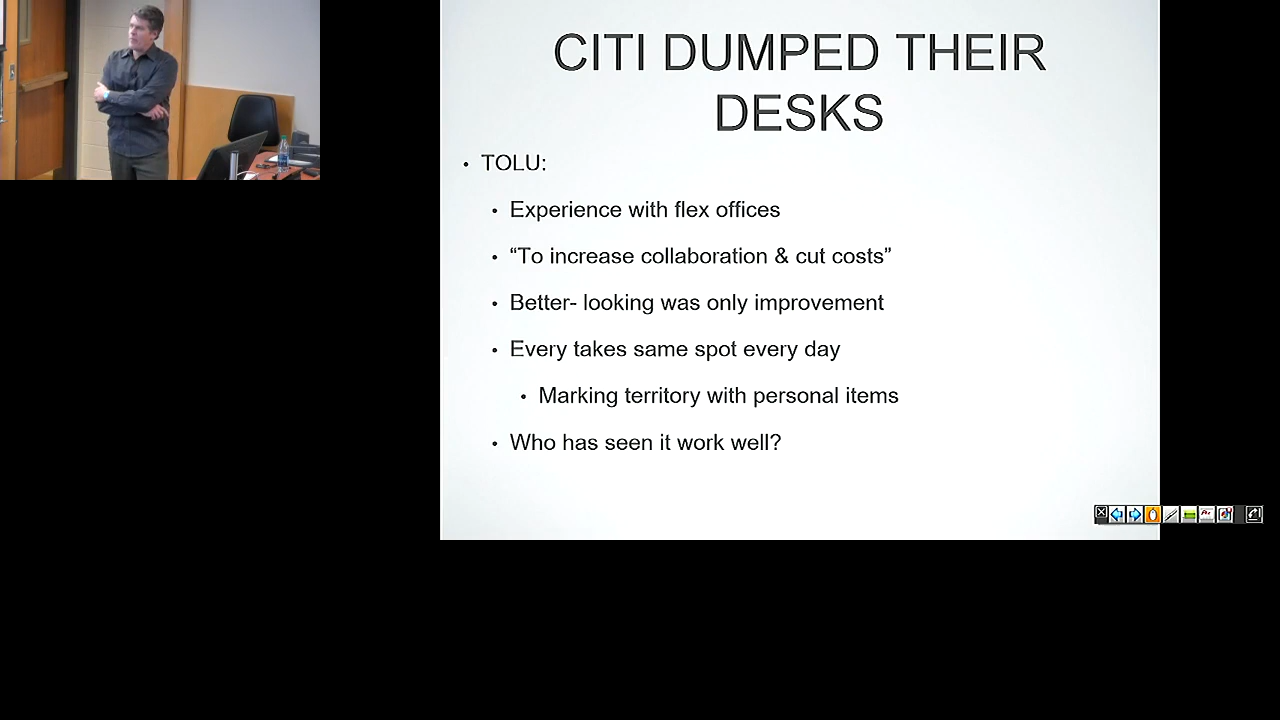 CITI DUMPED THEIR
DESKS
• TOLU:
• Experience with flex offices
• “To increase collaboration & cut costs”
• Better- looking was only improvement
• Every takes same spot every day
• Marking territory with personal items
• Who has seen it work well?